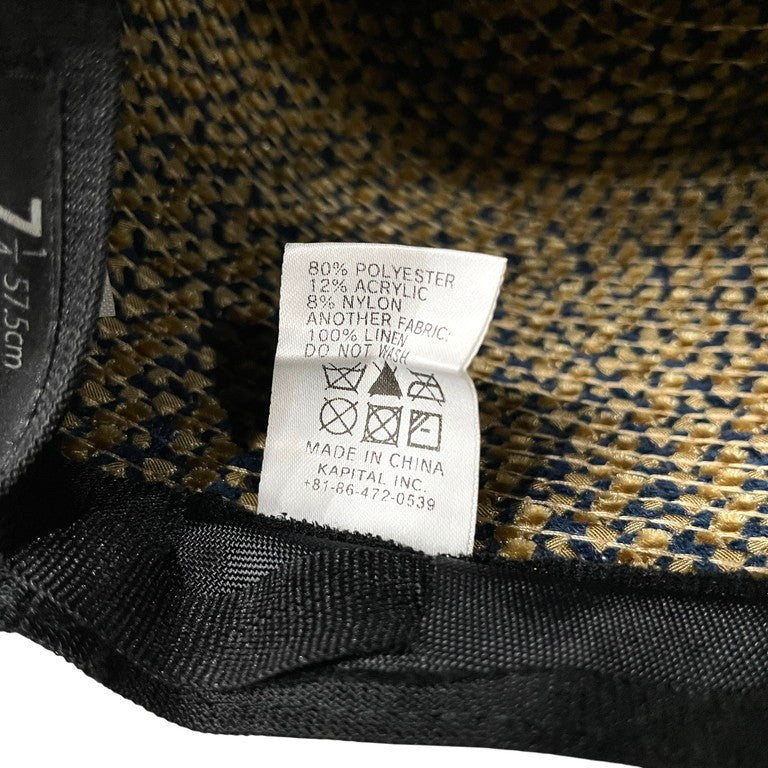 7 1/4 57.5cm
80% POLYESTER
12% ACRYLIC
8% NYLON
ANOTHER FABRIC:
100% LINEN
DO NOT WASH
MADE IN CHINA
KAPITAL INC.
+81-86-472-0539